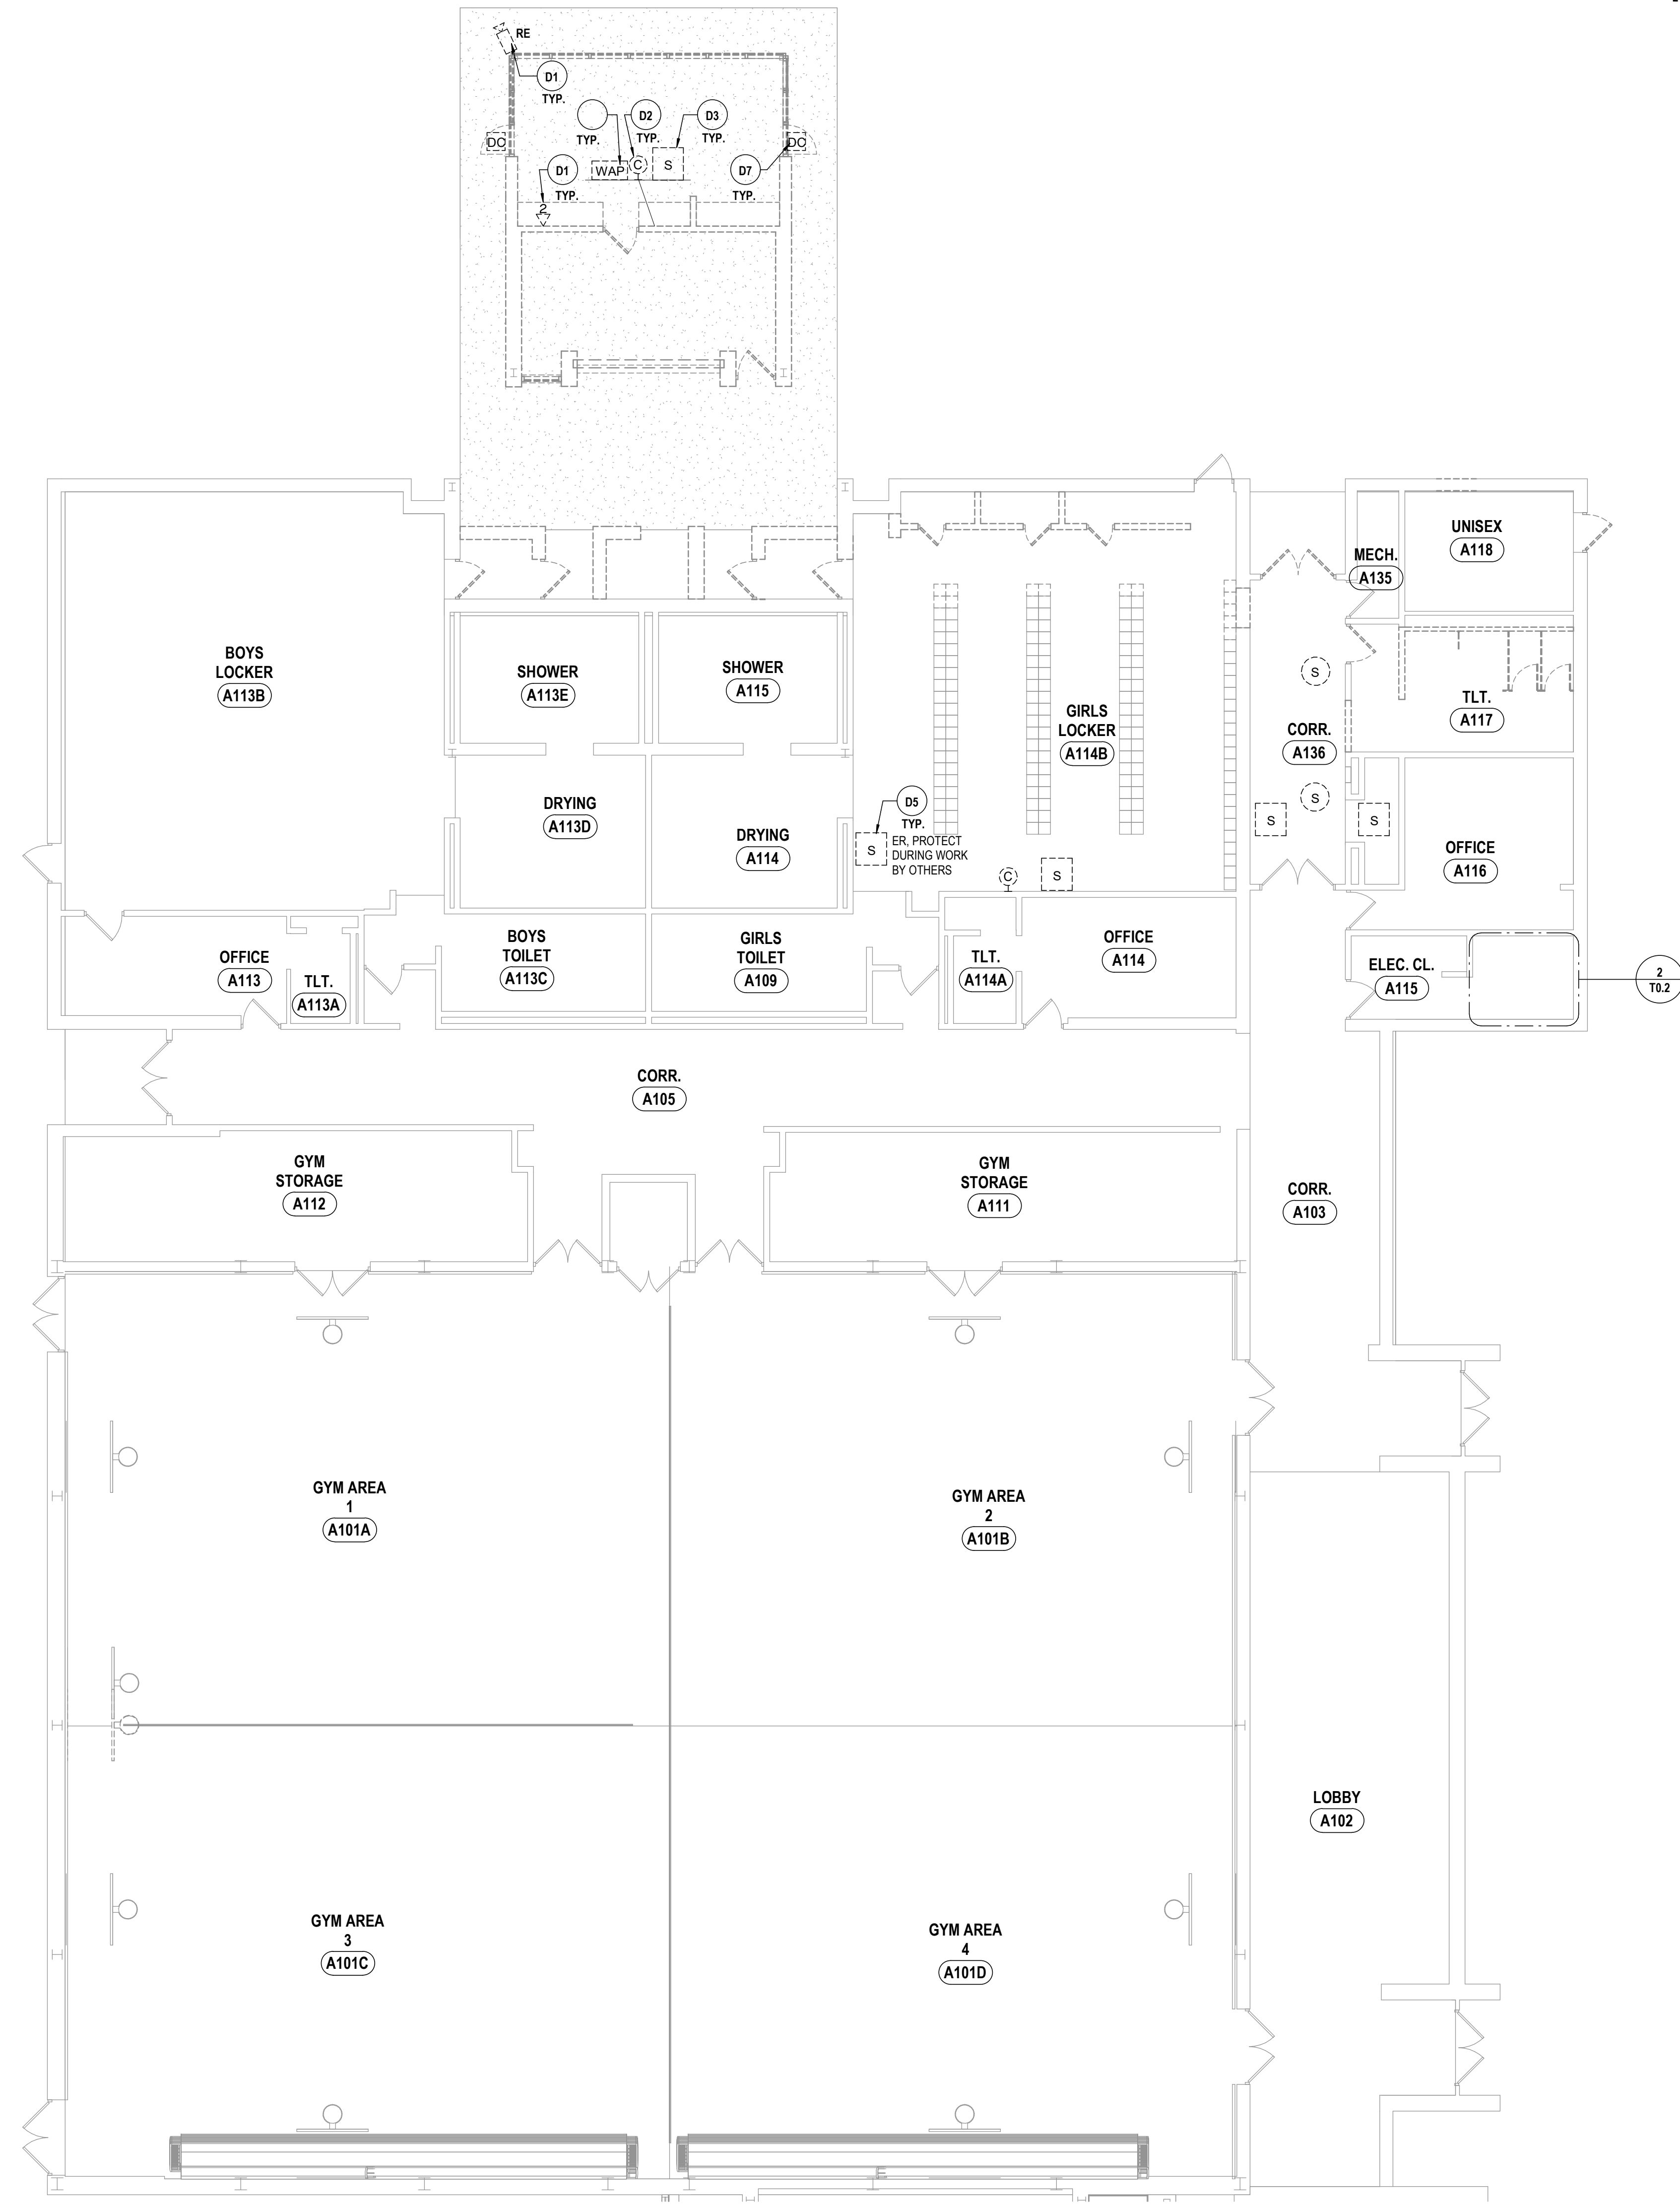 RE
D1
TYP.
TYP.
D2
TYP.
D3
TYP.
DC
DC
D1
TYP.
WAP
C
S
D7
TYP.
2
UNISEX
A118
MECH.
A135
BOYS
LOCKER
A113B
SHOWER
A113E
SHOWER
A115
GIRLS
LOCKER
A114B
S
CORR.
A136
TLT.
A117
DRYING
A113D
DRYING
A114
D5
TYP.
S
ER, PROTECT
DURING WORK
BY OTHERS
S
S
S
OFFICE
A116
C
S
OFFICE
A113
TLT.
A113A
BOYS
TOILET
A113C
GIRLS
TOILET
A109
TLT.
A114A
OFFICE
A114
ELEC. CL.
A115
2
T0.2
CORR.
A105
GYM
STORAGE
A112
GYM
STORAGE
A111
CORR.
A103
GYM AREA
1
A101A
GYM AREA
2
A101B
LOBBY
A102
GYM AREA
3
A101C
GYM AREA
4
A101D